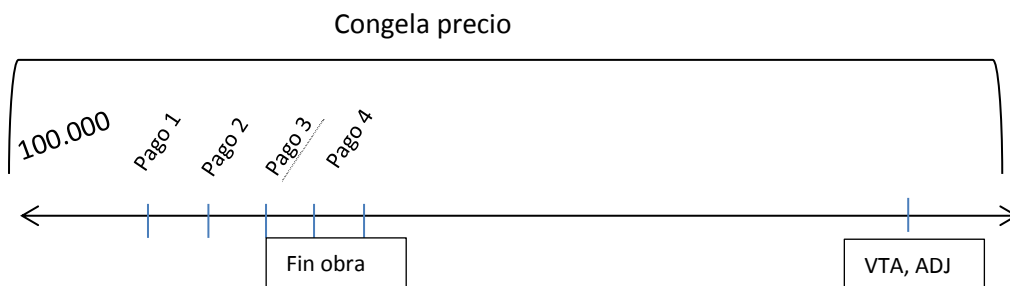 Congela precio
100.000
Pago 1
Pago 2
Pago 3
Pago 4
Fin obra
VTA, ADJ